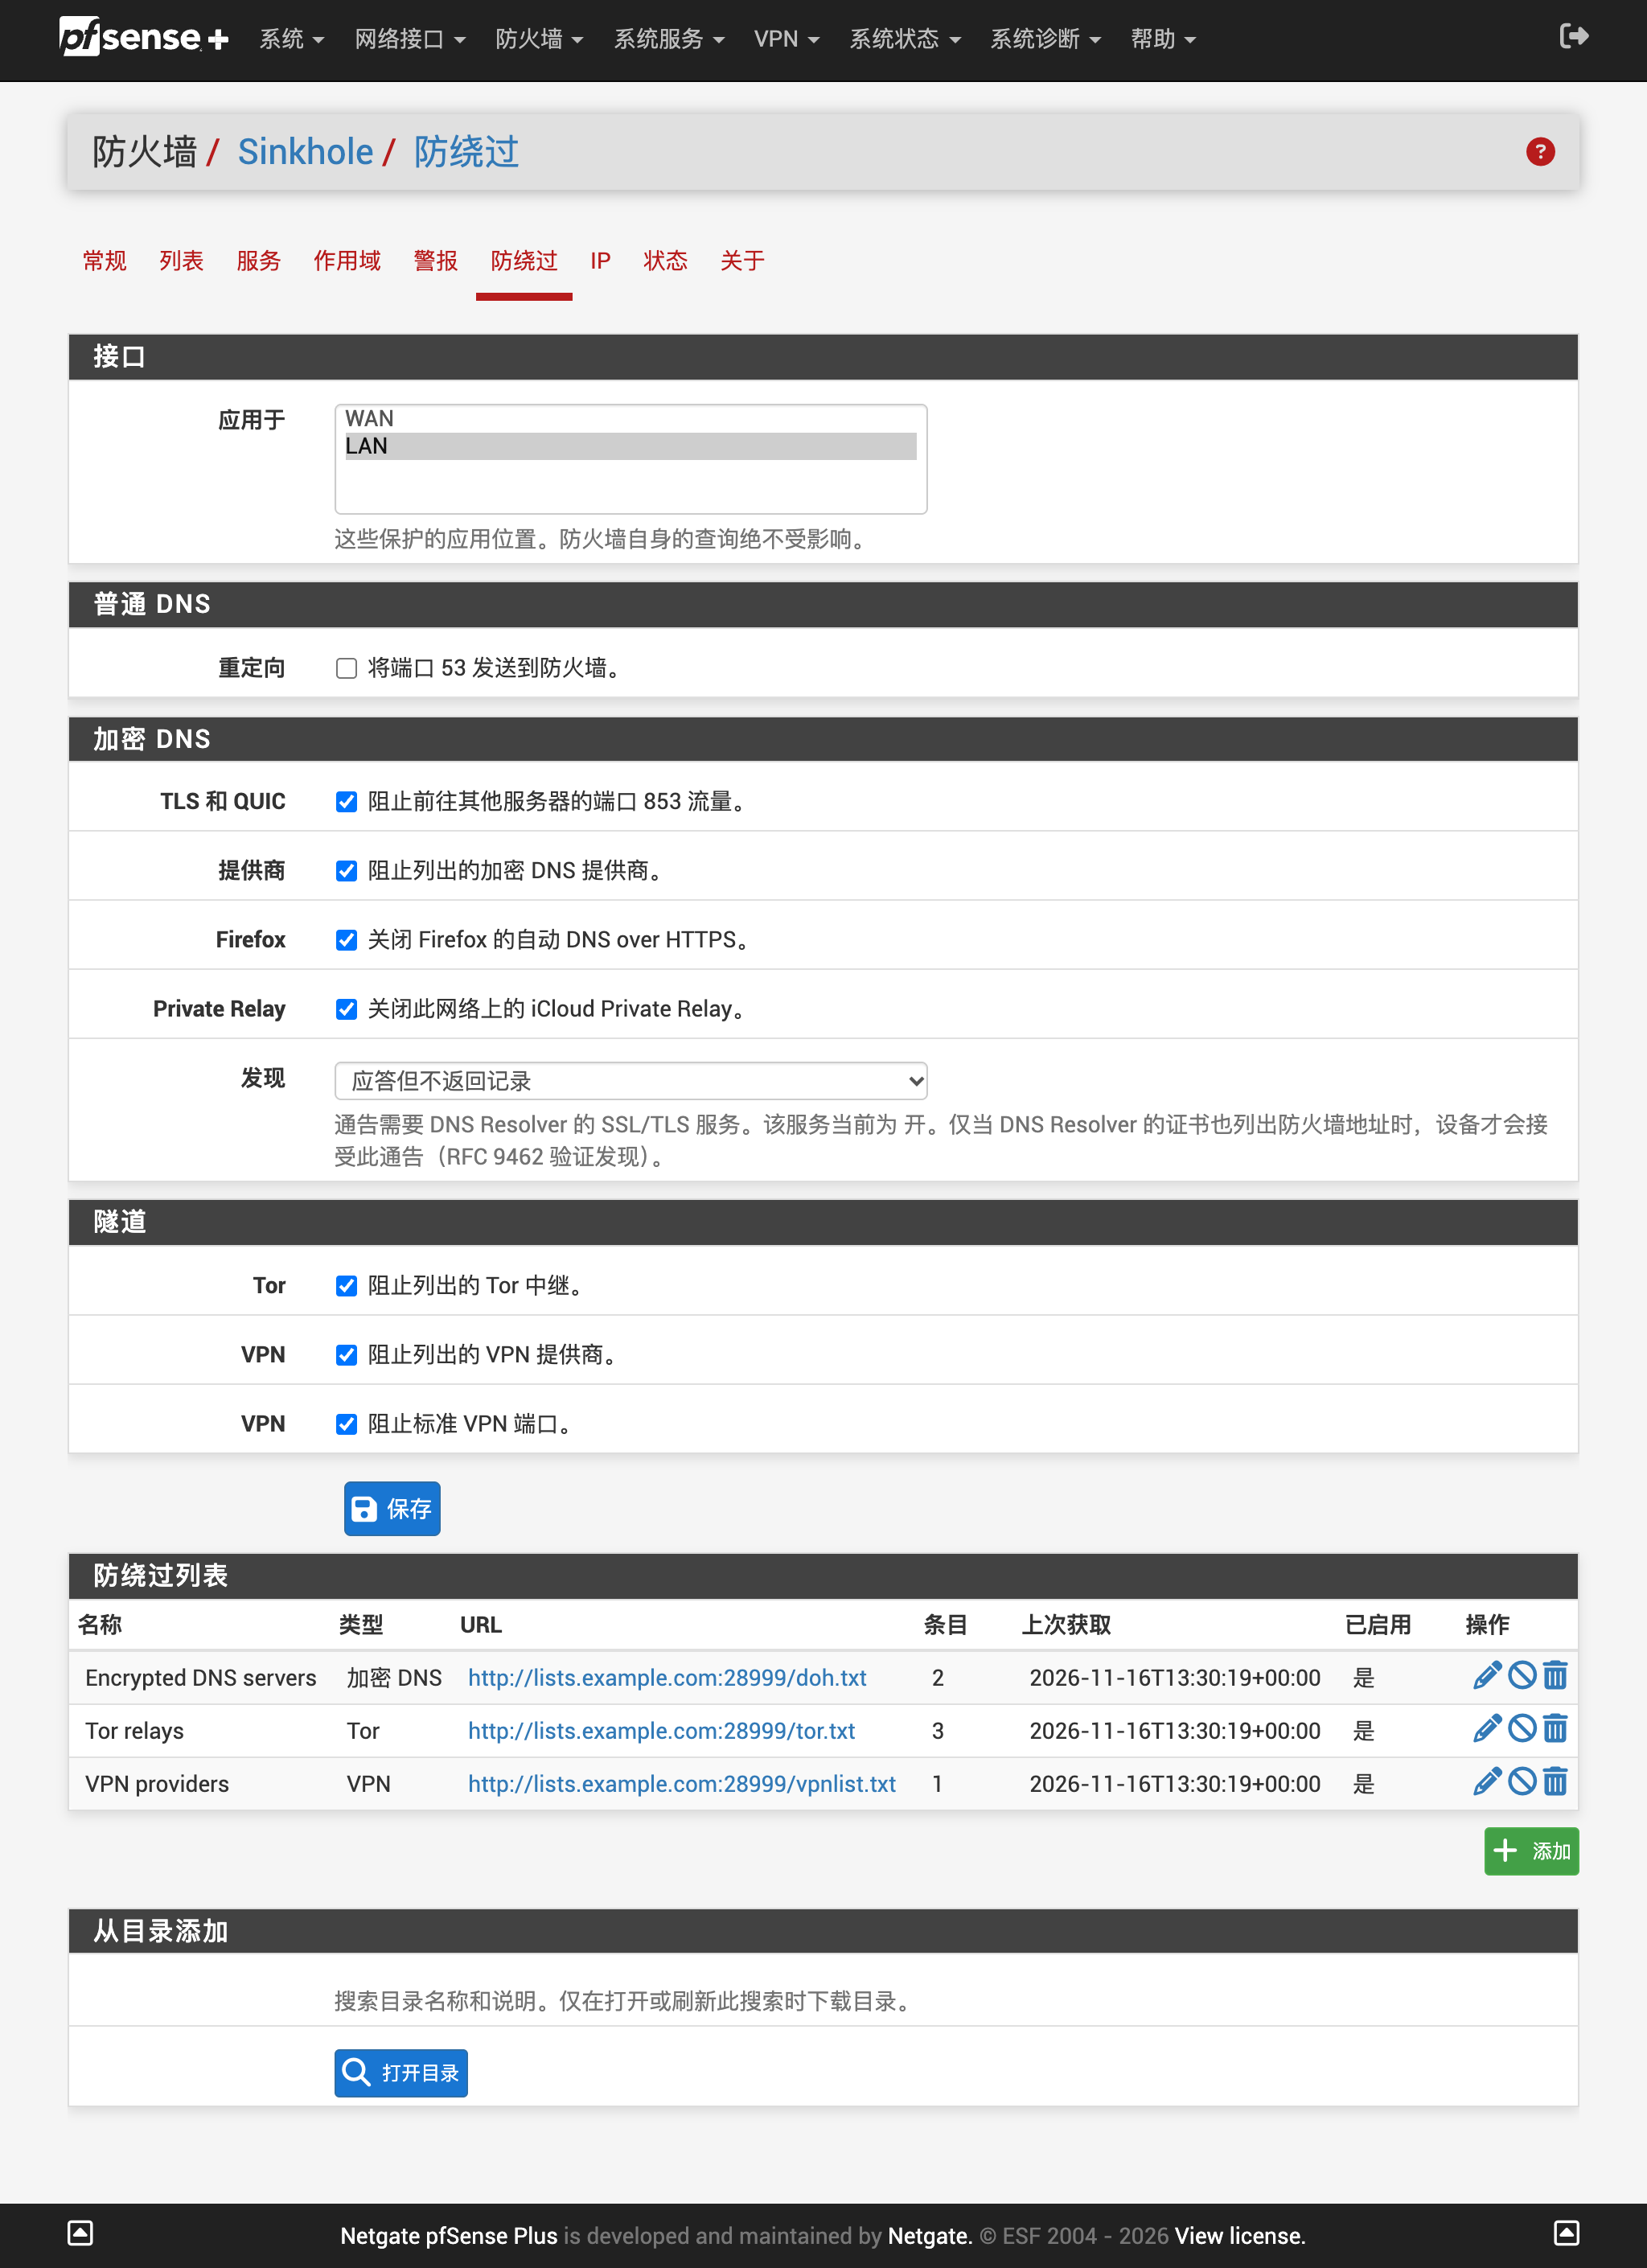 pfsense +
系统 网络接口 防火墙 系统服务 VPN 系统状态 系统诊断 帮助
防火墙 / Sinkhole / 防绕过
?
常规 列表 服务 作用域 警报 防绕过 IP 状态 关于
接口
应用于
WAN
LAN
这些保护的应用位置。防火墙自身的查询绝不受影响。
普通 DNS
重定向 将端口 53 发送到防火墙。
加密 DNS
TLS 和 QUIC 阻止前往其他服务器的端口 853 流量。
提供商 阻止列出的加密 DNS 提供商。
Firefox 关闭 Firefox 的自动 DNS over HTTPS。
Private Relay 关闭此网络上的 iCloud Private Relay。
发现 应答但不返回记录
通告需要 DNS Resolver 的 SSL/TLS 服务。该服务当前为 开。仅当 DNS Resolver 的证书也列出防火墙地址时，设备才会接
受此通告（RFC 9462 验证发现）。
隧道
Tor 阻止列出的 Tor 中继。
VPN 阻止列出的 VPN 提供商。
VPN 阻止标准 VPN 端口。
保存
防绕过列表
名称 类型 URL 条目 上次获取 已启用 操作
Encrypted DNS servers 加密 DNS http://lists.example.com:28999/doh.txt 2 2026-11-16T13:30:19+00:00 是
Tor relays Tor http://lists.example.com:28999/tor.txt 3 2026-11-16T13:30:19+00:00 是
VPN providers VPN http://lists.example.com:28999/vpnlist.txt 1 2026-11-16T13:30:19+00:00 是
添加
从目录添加
搜索目录名称和说明。仅在打开或刷新此搜索时下载目录。
打开目录
Netgate pfSense Plus is developed and maintained by Netgate. © ESF 2004 - 2026 View license.